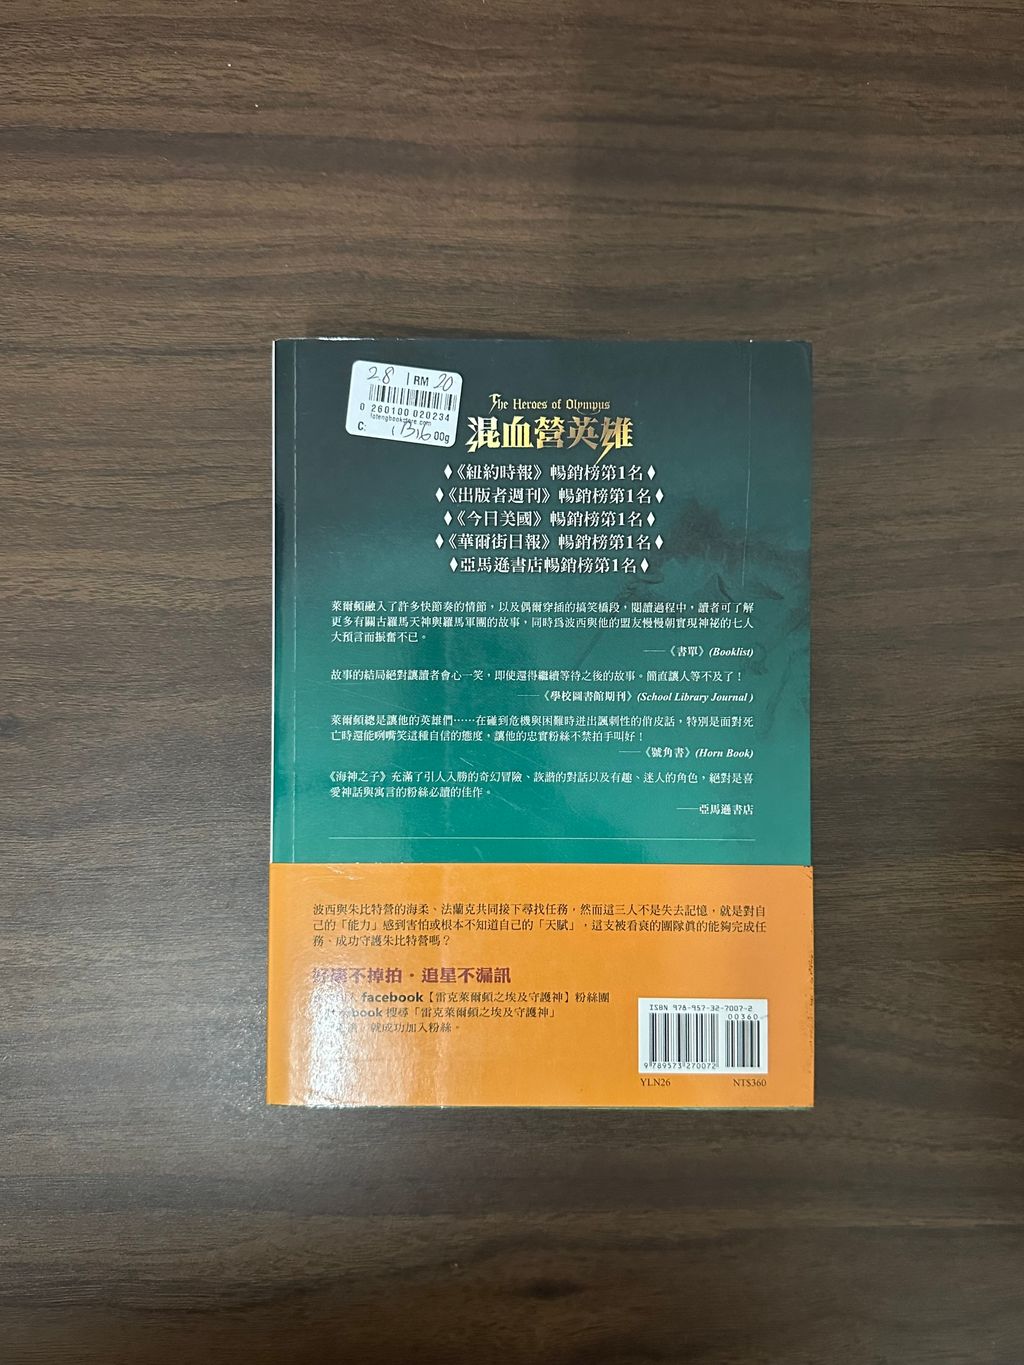 28 | RM 20
0 260100 020234
C: 00g
The Heroes of Olympus
混血營英雄
♦《紐約時報》暢銷榜第1名♦
♦《出版者週刊》暢銷榜第1名♦
♦《今日美國》暢銷榜第1名♦
♦《華爾街日報》暢銷榜第1名♦
♦亞馬遜書店暢銷榜第1名♦
萊爾頓融入了許多快節奏的情節，以及偶爾穿插的搞笑橋段，閱讀過程中，讀者可了解
更多有關古羅馬天神與羅馬軍團的故事，同時為波西與他的盟友慢慢朝實現神祕的七人
大預言而振奮不已。
——《書單》(Booklist)
故事的結局絕對讓讀者會心一笑，即使還得繼續等待之後的故事。簡直讓人等不及了！
——《學校圖書館期刊》(School Library Journal )
萊爾頓總是讓他的英雄們……在碰到危機與困難時迸出諷刺性的俏皮話，特別是面對死
亡時還能咧嘴笑這種自信的態度，讓他的忠實粉絲不禁拍手叫好！
——《號角書》(Horn Book)
《海神之子》充滿了引人入勝的奇幻冒險、詼諧的對話以及有趣、迷人的角色，絕對是喜
愛神話與寓言的粉絲必讀的佳作。
——亞馬遜書店
波西與朱比特營的海柔、法蘭克共同接下尋找任務，然而這三人不是失去記憶，就是對自
己的「能力」感到害怕或根本不知道自己的「天賦」，這支被看衰的團隊真的能夠完成任
務、成功守護朱比特營嗎？
好康不掉拍·追星不漏訊
facebook【雷克萊爾頓之埃及守護神】粉絲團
book 搜尋「雷克萊爾頓之埃及守護神」
就成功加入粉絲。
ISBN 978-957-32-7007-2
00360
9 789573 270072
YLN26 NT$360